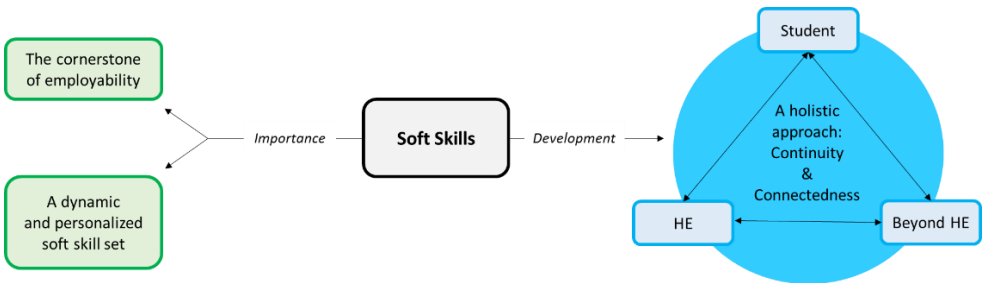 The cornerstone
of employability
A dynamic
and personalized
soft skill set
Importance
Soft Skills
Development
Student
A holistic
approach:
Continuity
&
Connectedness
HE
Beyond HE